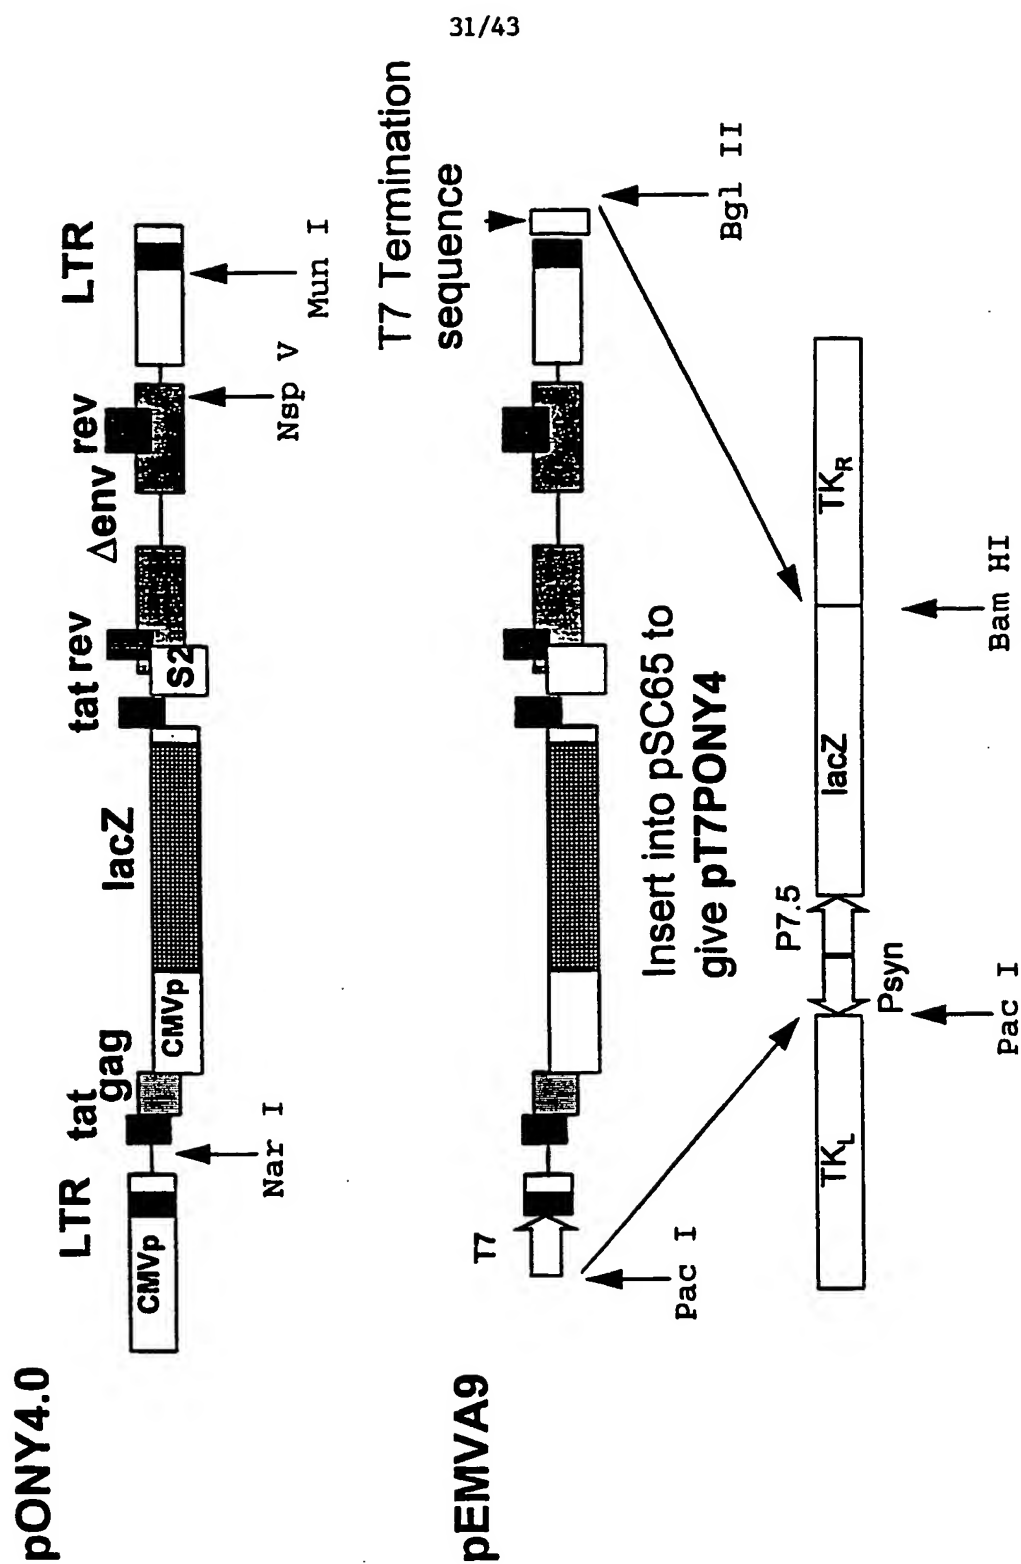 31/43
pONY4.0
LTR
tat
gag
lacZ
tat rev
Δenv rev
LTR
CMVp
CMVp
S2
Nar I
Nsp V
Mun I
pEMVA9
T7
T7 Termination
sequence
Pac I
Bgl II
Insert into pSC65 to
give pT7PONY4
P7.5
TKL
lacZ
TKR
Psyn
Pac I
Bam HI